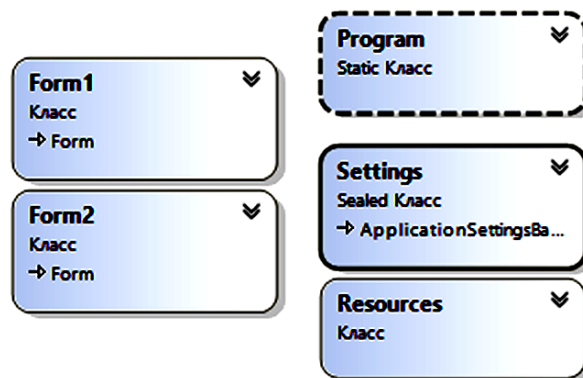 Form1
Класс
Form
Form2
Класс
Form
Program
Static Класс
Settings
Sealed Класс
ApplicationSettingsBa...
Resources
Класс